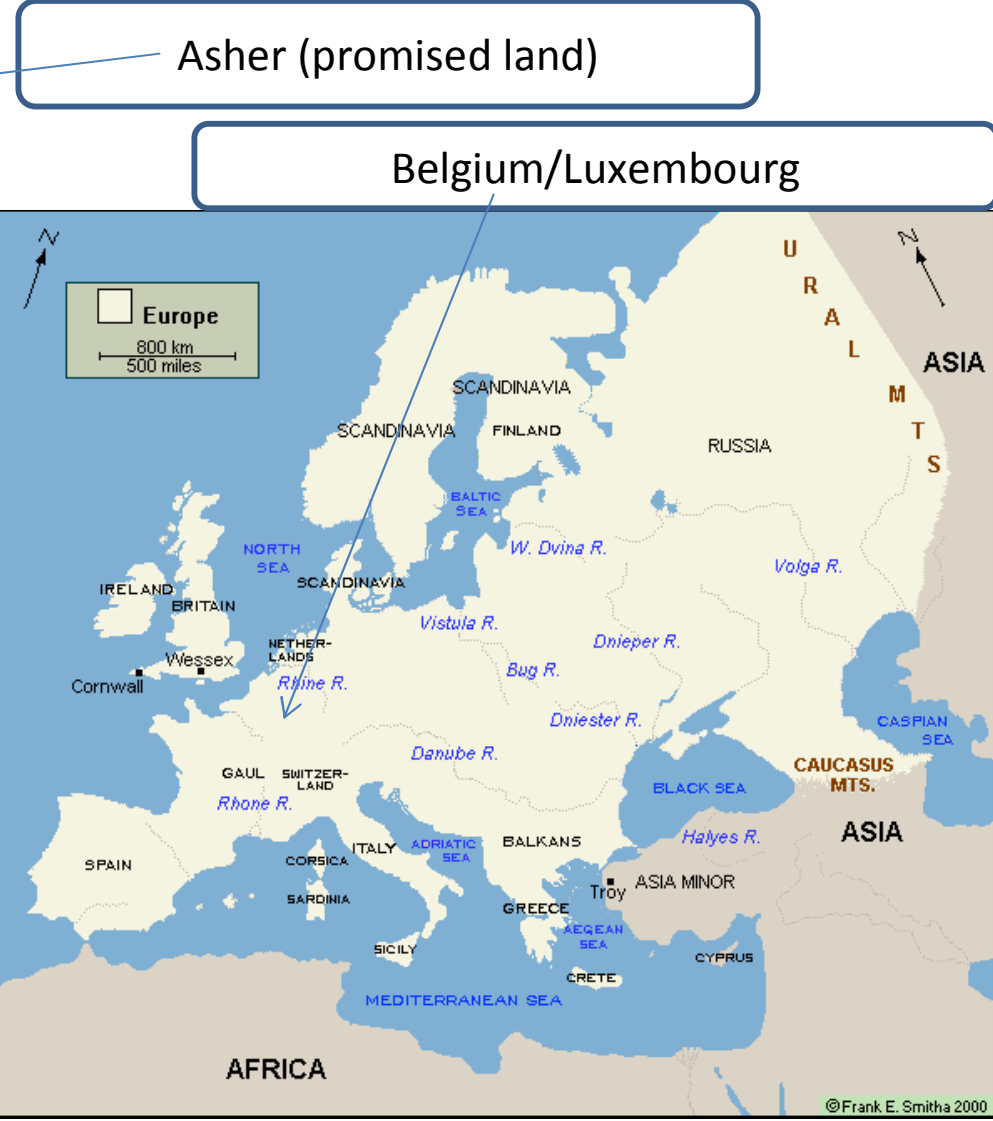 Asher (promised land)
Belgium/Luxembourg
N
N
U
R
A
L
M
T
S
Europe
800 km
500 miles
ASIA
SCANDINAVIA
SCANDINAVIA
FINLAND
RUSSIA
BALTIC
SEA
NORTH
SEA
W. Dvina R.
Volga R.
IRELAND
BRITAIN
SCANDINAVIA
Vistula R.
Dnieper R.
NETHER-
LANDS
Wessex
Cornwall
Rhine R.
Bug R.
Dniester R.
CASPIAN
SEA
Danube R.
GAUL
SWITZER-
LAND
Rhone R.
CAUCASUS
MTS.
BLACK SEA
Halyes R.
ASIA
SPAIN
CORSICA
ITALY
ADRIATIC
SEA
BALKANS
SARDINIA
Troy
ASIA MINOR
GREECE
AEGEAN
SEA
SICILY
CYPRUS
CRETE
MEDITERRANEAN SEA
AFRICA
©Frank E. Smitha 2000